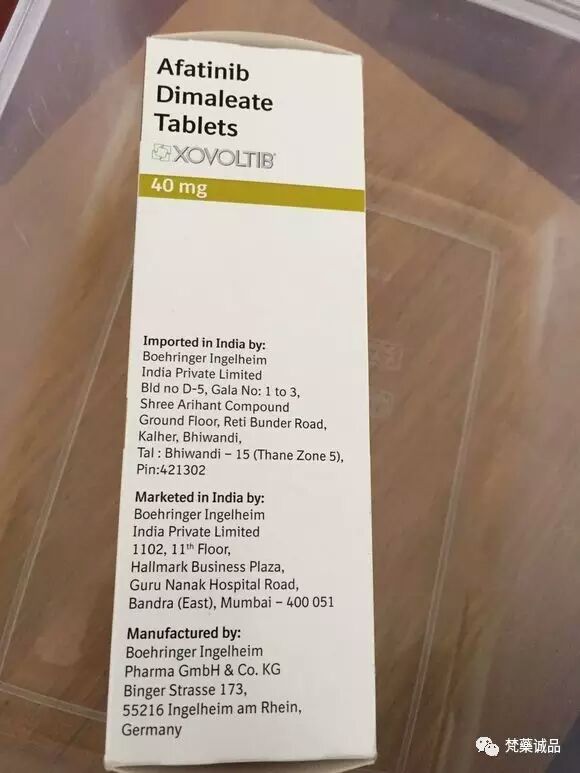 Afatinib
Dimaleate
Tablets
XOVOLTIB®
40 mg
Imported in India by:
Boehringer Ingelheim
India Private Limited
Bld no D-5, Gala No: 1 to 3,
Shree Arihant Compound
Ground Floor, Reti Bunder Road,
Kalher, Bhiwandi,
Tal : Bhiwandi – 15 (Thane Zone 5),
Pin:421302
Marketed in India by:
Boehringer Ingelheim
India Private Limited
1102, 11th Floor,
Hallmark Business Plaza,
Guru Nanak Hospital Road,
Bandra (East), Mumbai – 400 051
Manufactured by:
Boehringer Ingelheim
Pharma GmbH & Co. KG
Binger Strasse 173,
55216 Ingelheim am Rhein,
Germany
梵藥诚品